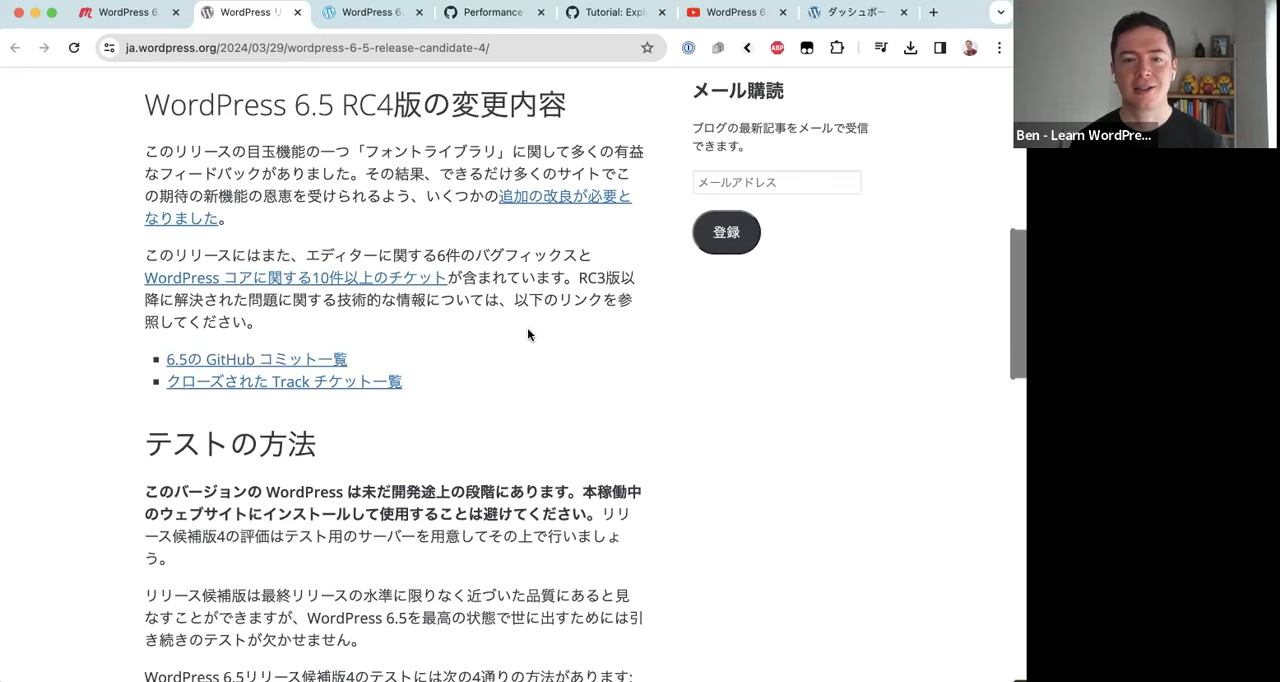 WordPress 6.
WordPress リ
WordPress 6.
Performance
Tutorial: Expl
WordPress 6.
ダッシュボー
ja.wordpress.org/2024/03/29/wordpress-6-5-release-candidate-4/
ABP
Ben - Learn WordPre...
WordPress 6.5 RC4版の変更内容
このリリースの目玉機能の一つ「フォントライブラリ」に関して多くの有益
なフィードバックがありました。その結果、できるだけ多くのサイトでこ
の期待の新機能の恩恵を受けられるよう、いくつかの追加の改良が必要と
なりました。
このリリースにはまた、エディターに関する6件のバグフィックスと
WordPress コアに関する10件以上のチケットが含まれています。RC3版以
降に解決された問題に関する技術的な情報については、以下のリンクを参
照してください。
6.5の GitHub コミット一覧
クローズされた Track チケット一覧
テストの方法
このバージョンの WordPress は未だ開発途上の段階にあります。本稼働中
のウェブサイトにインストールして使用することは避けてください。リリ
ース候補版4の評価はテスト用のサーバーを用意してその上で行いましょ
う。
リリース候補版は最終リリースの水準に限りなく近づいた品質にあると見
なすことができますが、WordPress 6.5を最高の状態で世に出すためには引
き続きのテストが欠かせません。
WordPress 6.5リリース候補版4のテストには次の4通りの方法があります:
メール購読
ブログの最新記事をメールで受信
できます。
メールアドレス
登録